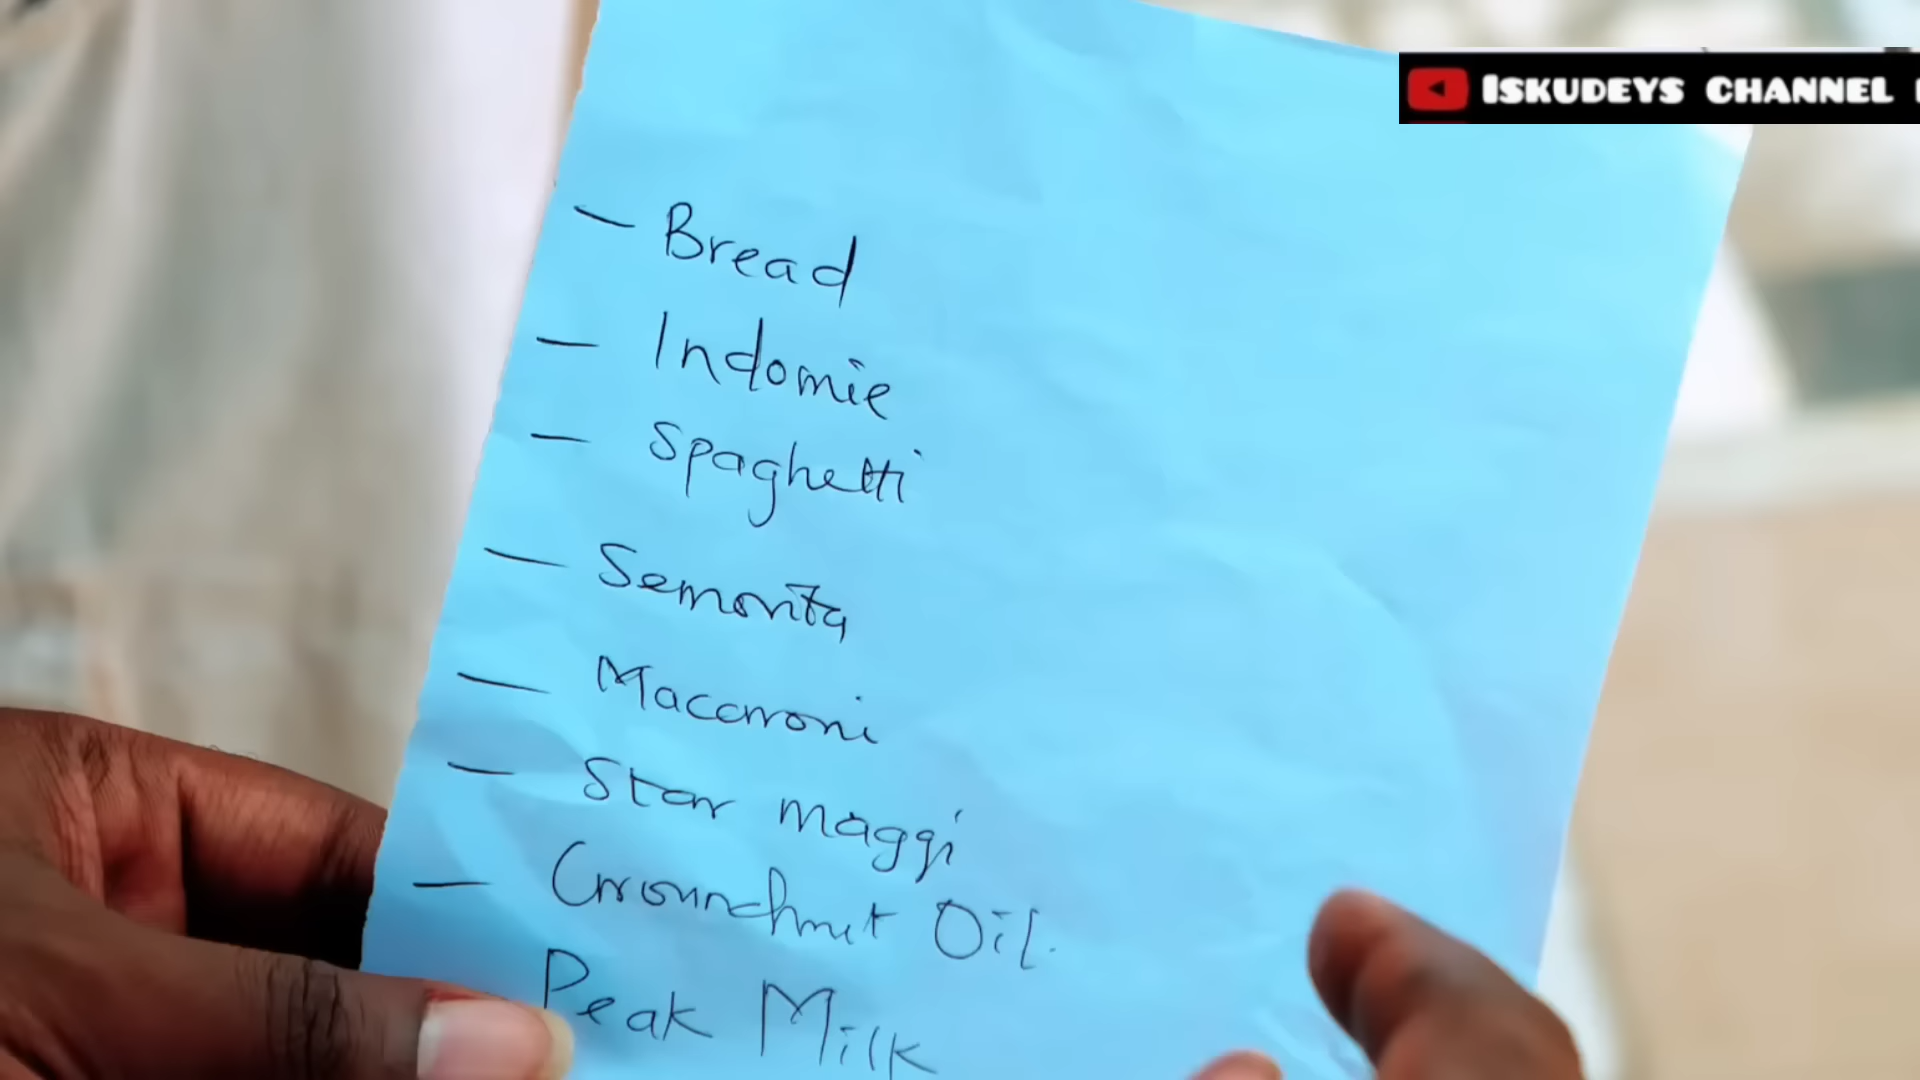 ISKUDEYS CHANNEL
- Bread
- Indomie
- Spaghetti
- Semovita
- Macaroni
- Star maggi
- Groundnut Oil.
Peak Milk